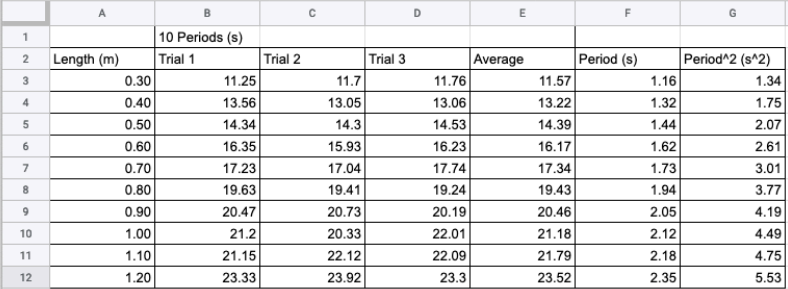 A B C D E F G
1 10 Periods (s)
2 Length (m) Trial 1 Trial 2 Trial 3 Average Period (s) Period^2 (s^2)
3 0.30 11.25 11.7 11.76 11.57 1.16 1.34
4 0.40 13.56 13.05 13.06 13.22 1.32 1.75
5 0.50 14.34 14.3 14.53 14.39 1.44 2.07
6 0.60 16.35 15.93 16.23 16.17 1.62 2.61
7 0.70 17.23 17.04 17.74 17.34 1.73 3.01
8 0.80 19.63 19.41 19.24 19.43 1.94 3.77
9 0.90 20.47 20.73 20.19 20.46 2.05 4.19
10 1.00 21.2 20.33 22.01 21.18 2.12 4.49
11 1.10 21.15 22.12 22.09 21.79 2.18 4.75
12 1.20 23.33 23.92 23.3 23.52 2.35 5.53